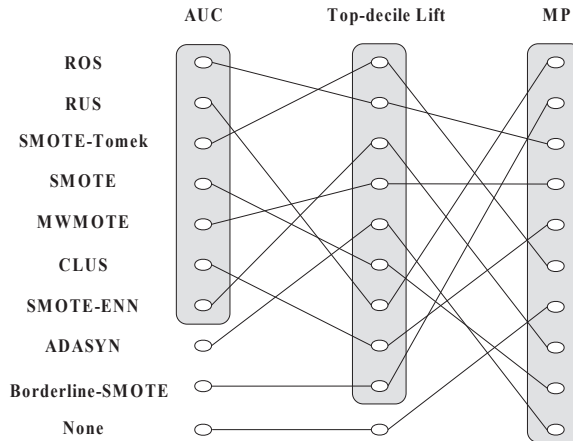 AUC Top-decile Lift MP
ROS
RUS
SMOTE-Tomek
SMOTE
MWMOTE
CLUS
SMOTE-ENN
ADASYN
Borderline-SMOTE
None